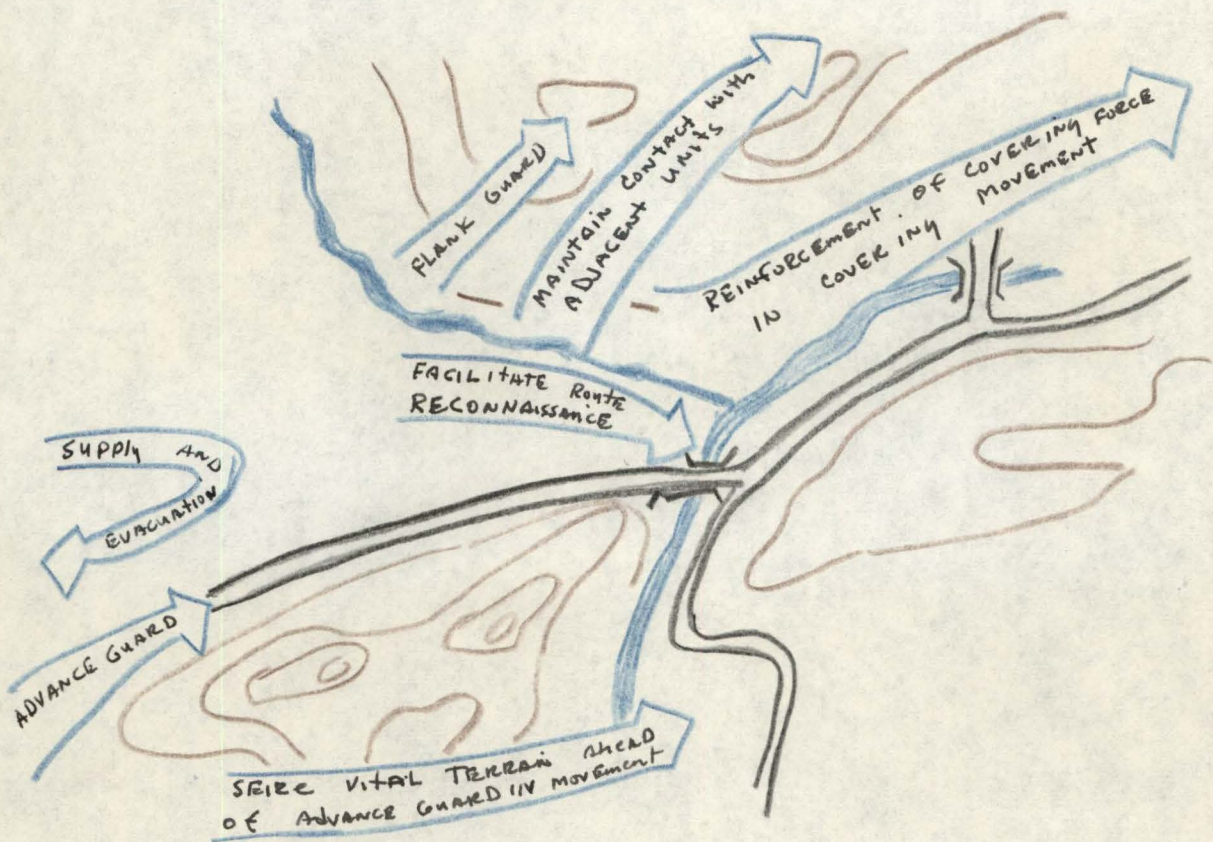 FLANK GUARD
MAINTAIN CONTACT WITH
ADJACENT UNITS
REINFORCEMENT OF COVERING FORCE
IN COVERING MOVEMENT
FACILITATE ROUTE
RECONNAISSANCE
SUPPLY AND
EVACUATION
ADVANCE GUARD
SEIZE VITAL TERRAIN AHEAD
OF ADVANCE GUARD IN MOVEMENT